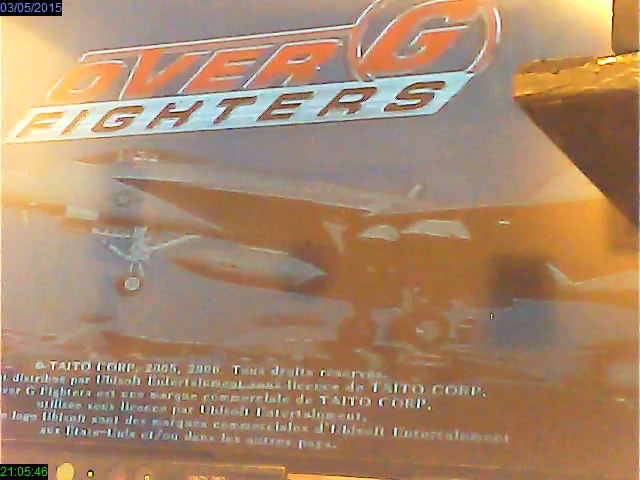 03/05/2015
OVER G
FIGHTERS
© TAITO CORP. 2005, 2006. Tous droits réservés.
distribué par Ubisoft Entertainment sous licence de TAITO CORP.
Over G Fighters est une marque commerciale de TAITO CORP.
utilisée sous licence par Ubisoft Entertainment.
logo Ubisoft sont des marques commerciales d'Ubisoft Entertainment
aux Etats-Unis et/ou dans les autres pays.
21:05:46